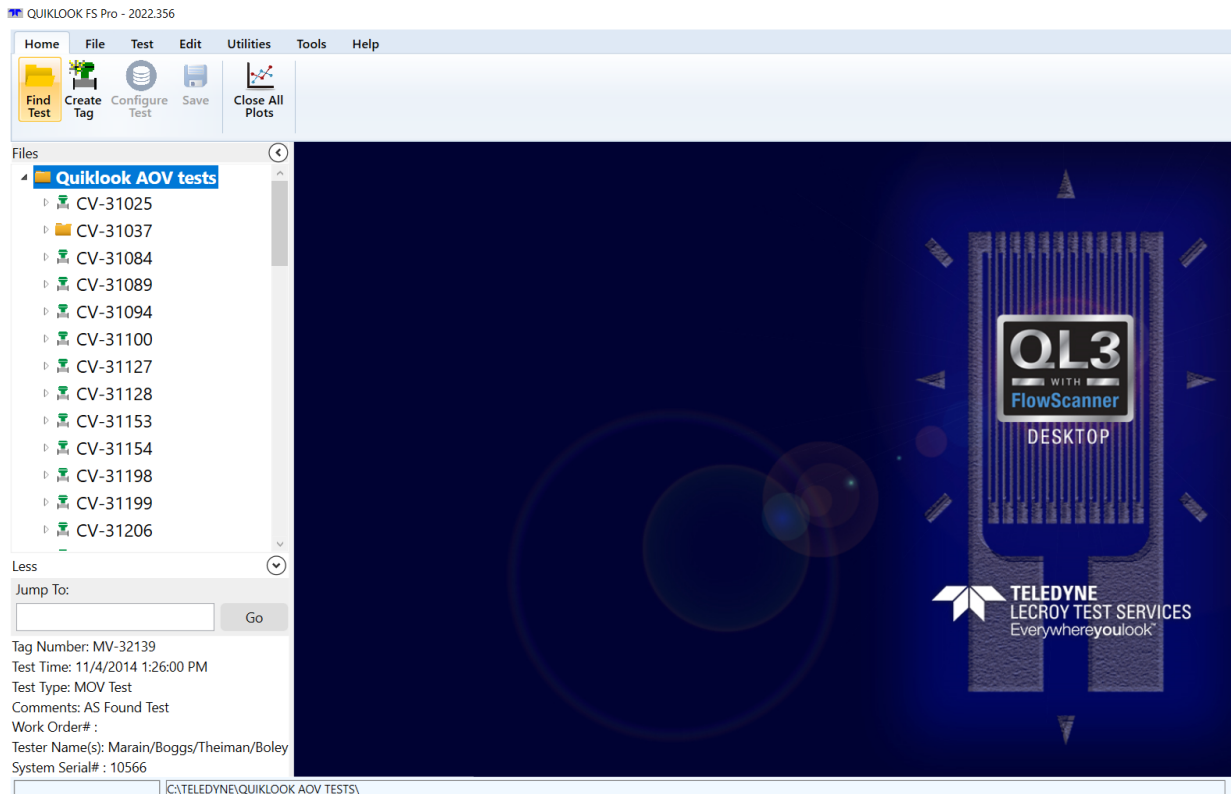 QUIKLOOK FS Pro - 2022.356
Home File Test Edit Utilities Tools Help
Find Test
Create Tag
Configure Test
Save
Close All Plots
Files
Quiklook AOV tests
CV-31025
CV-31037
CV-31084
CV-31089
CV-31094
CV-31100
CV-31127
CV-31128
CV-31153
CV-31154
CV-31198
CV-31199
CV-31206
Less
Jump To:
Go
Tag Number: MV-32139
Test Time: 11/4/2014 1:26:00 PM
Test Type: MOV Test
Comments: AS Found Test
Work Order# :
Tester Name(s): Marain/Boggs/Theiman/Boley
System Serial# : 10566
C:\TELEDYNE\QUIKLOOK AOV TESTS\
QL3
WITH
FlowScanner
DESKTOP
TELEDYNE
LECROY TEST SERVICES
Everywhereyoulook™